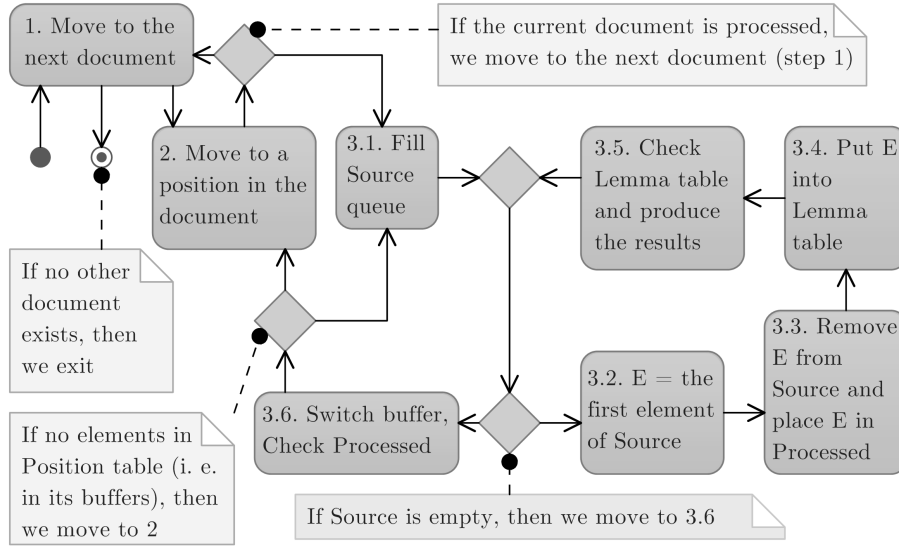 1. Move to the
next document
If the current document is processed,
we move to the next document (step 1)
2. Move to a
position in the
document
3.1. Fill
Source
queue
3.5. Check
Lemma table
and produce
the results
3.4. Put E
into
Lemma
table
If no other
document
exists, then
we exit
3.3. Remove
E from
Source and
place E in
Processed
3.2. E = the
first element
of Source
3.6. Switch buffer,
Check Processed
If no elements in
Position table (i. e.
in its buffers), then
we move to 2
If Source is empty, then we move to 3.6